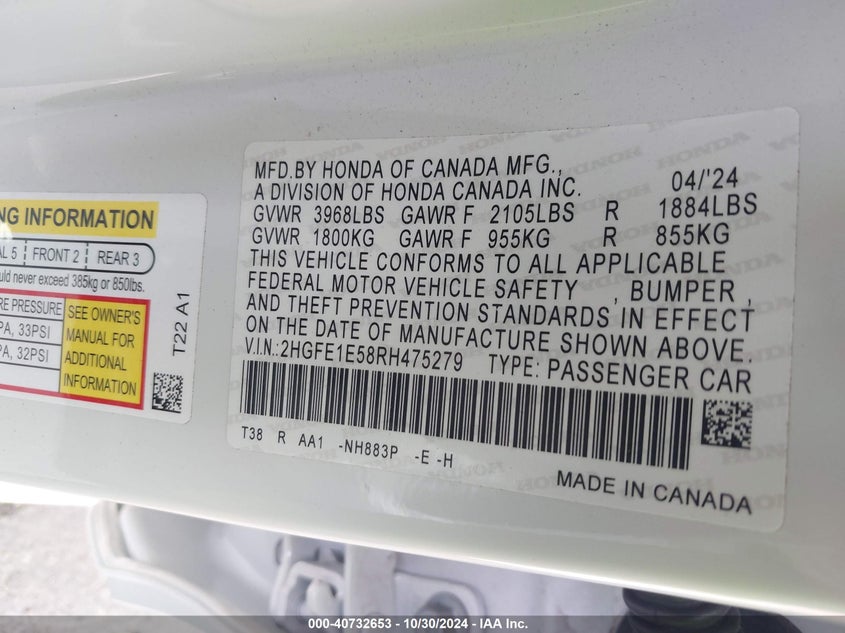 NG INFORMATION
AL 5 FRONT 2 REAR 3
ould never exceed 385kg or 850lbs.
RE PRESSURE
PA, 33PSI
PA, 32PSI
SEE OWNER'S
MANUAL FOR
ADDITIONAL
INFORMATION
T22 A1
MFD.BY HONDA OF CANADA MFG.,
A DIVISION OF HONDA CANADA INC. 04/'24
GVWR 3968LBS GAWR F 2105LBS R 1884LBS
GVWR 1800KG GAWR F 955KG R 855KG
THIS VEHICLE CONFORMS TO ALL APPLICABLE
FEDERAL MOTOR VEHICLE SAFETY , BUMPER ,
AND THEFT PREVENTION STANDARDS IN EFFECT
ON THE DATE OF MANUFACTURE SHOWN ABOVE.
V.I.N.:2HGFE1E58RH475279 TYPE: PASSENGER CAR
T38 R AA1 -NH883P -E -H
MADE IN CANADA
000-40732653 - 10/30/2024 - IAA Inc.